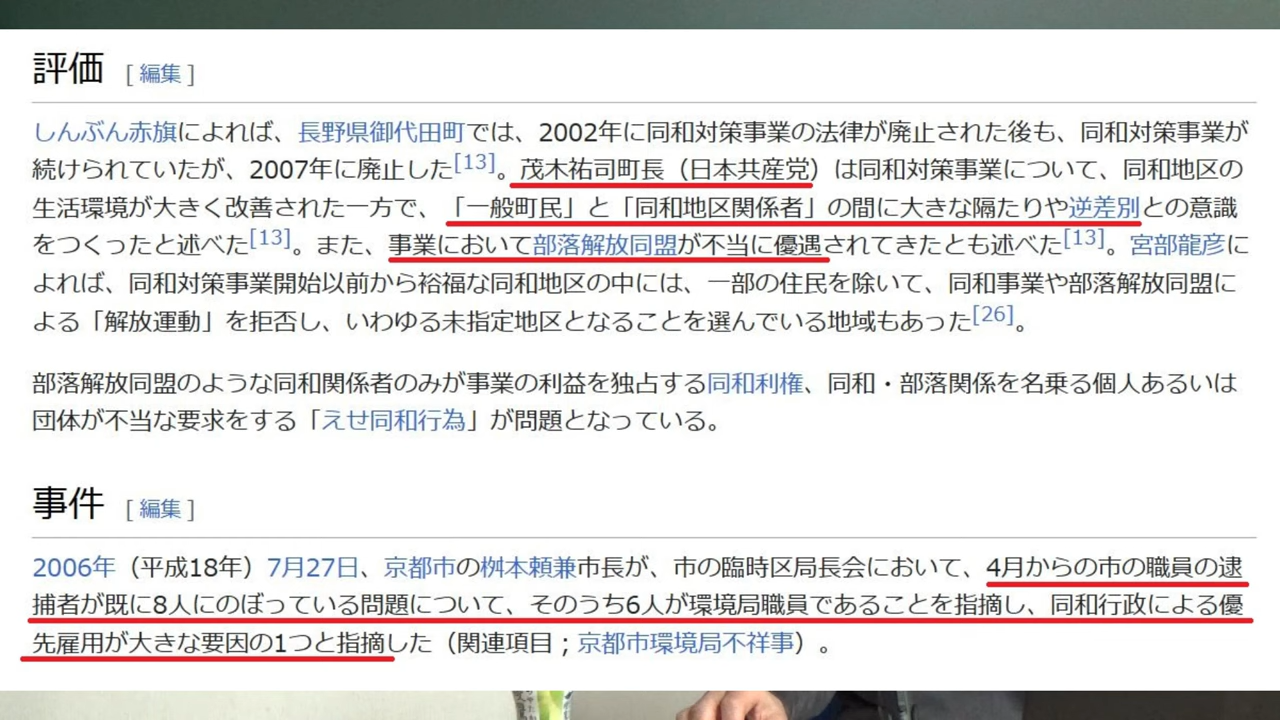 評価 [編集]
しんぶん赤旗によれば、長野県御代田町では、2002年に同和対策事業の法律が廃止された後も、同和対策事業が
続けられていたが、2007年に廃止した[13]。茂木祐司町長（日本共産党）は同和対策事業について、同和地区の
生活環境が大きく改善された一方で、「一般町民」と「同和地区関係者」の間に大きな隔たりや逆差別との意識
をつくったと述べた[13]。また、事業において部落解放同盟が不当に優遇されてきたとも述べた[13]。宮部龍彦に
よれば、同和対策事業開始以前から裕福な同和地区の中には、一部の住民を除いて、同和事業や部落解放同盟に
よる「解放運動」を拒否し、いわゆる未指定地区となることを選んでいる地域もあった[26]。
部落解放同盟のような同和関係者のみが事業の利益を独占する同和利権、同和・部落関係を名乗る個人あるいは
団体が不当な要求をする「えせ同和行為」が問題となっている。
事件 [編集]
2006年（平成18年）7月27日、京都市の桝本頼兼市長が、市の臨時区局長会において、4月からの市の職員の逮
捕者が既に8人にのぼっている問題について、そのうち6人が環境局職員であることを指摘し、同和行政による優
先雇用が大きな要因の1つと指摘した（関連項目；京都市環境局不祥事）。